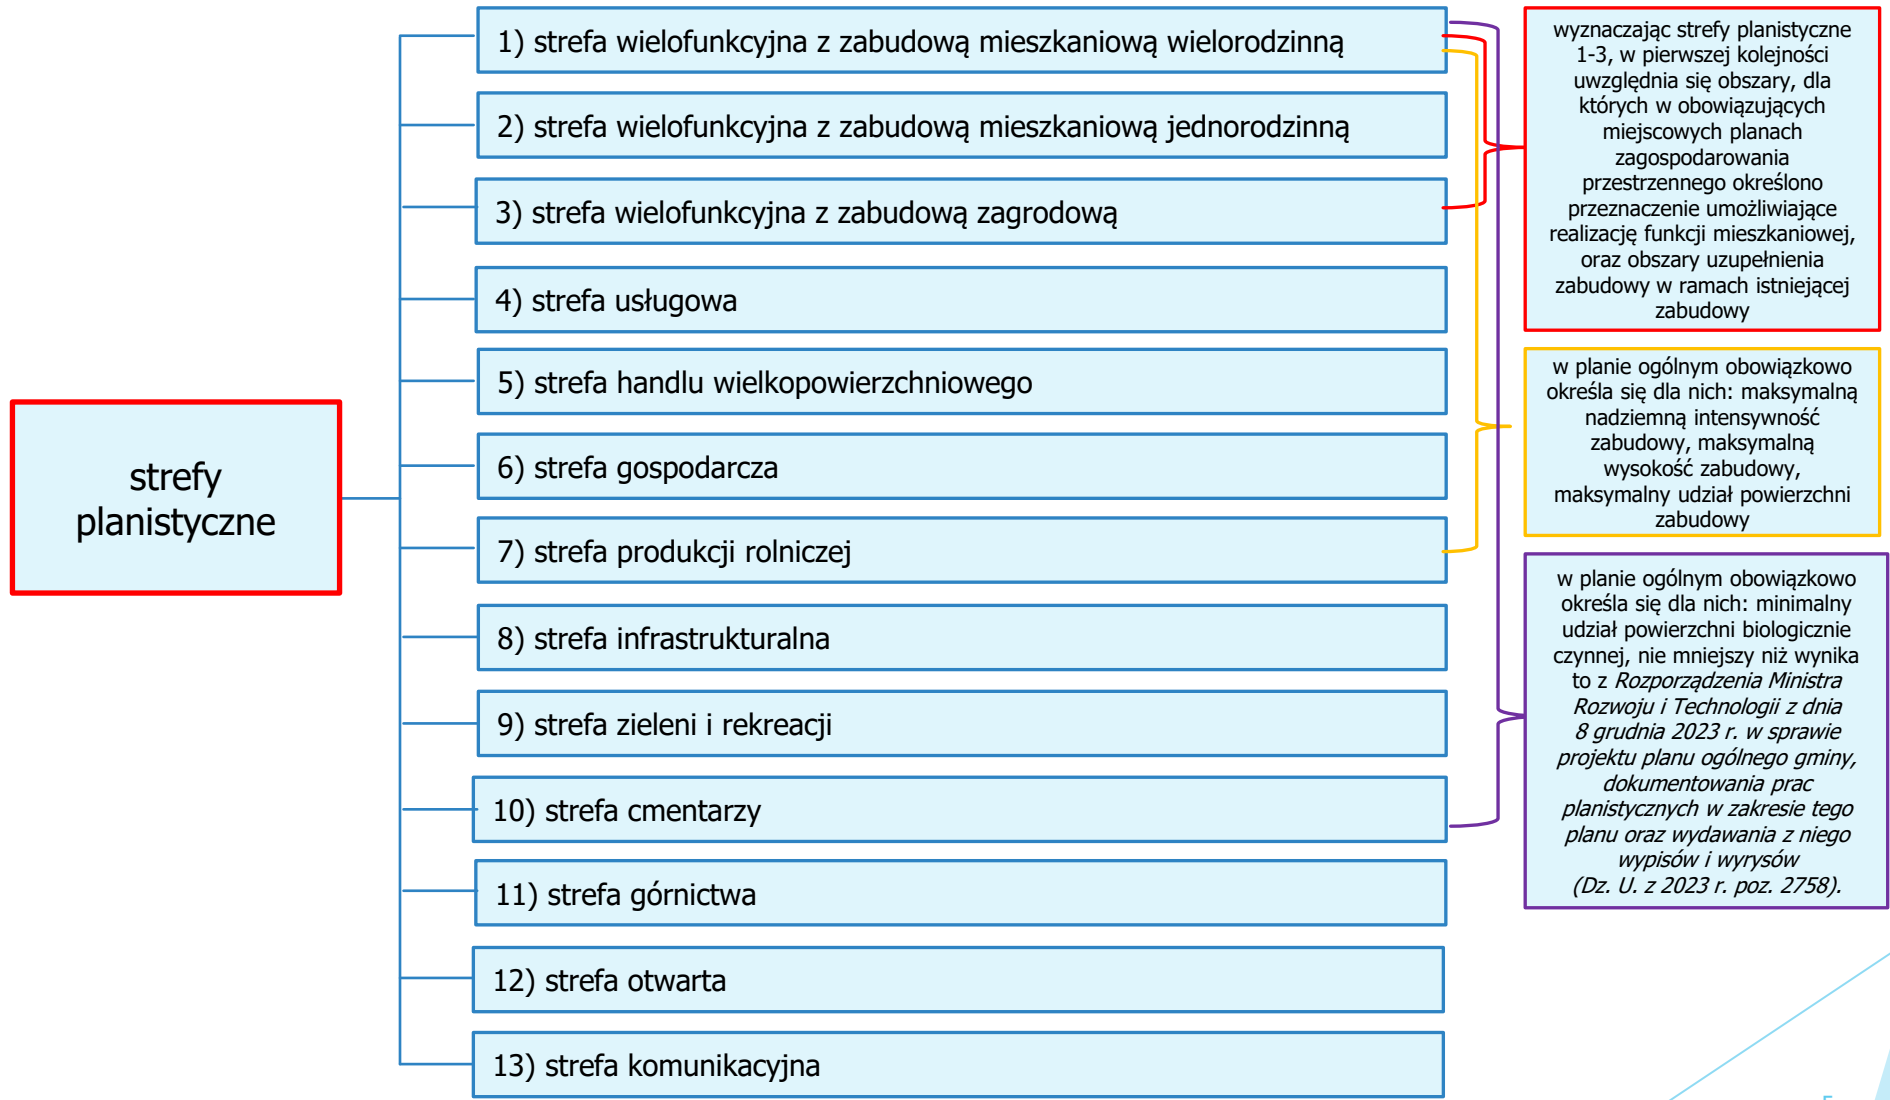 strefy
planistyczne
1) strefa wielofunkcyjna z zabudową mieszkaniową wielorodzinną
2) strefa wielofunkcyjna z zabudową mieszkaniową jednorodzinną
3) strefa wielofunkcyjna z zabudową zagrodową
4) strefa usługowa
5) strefa handlu wielkopowierzchniowego
6) strefa gospodarcza
7) strefa produkcji rolniczej
8) strefa infrastrukturalna
9) strefa zieleni i rekreacji
10) strefa cmentarzy
11) strefa górnictwa
12) strefa otwarta
13) strefa komunikacyjna
wyznaczając strefy planistyczne
1-3, w pierwszej kolejności
uwzględnia się obszary, dla
których w obowiązujących
miejscowych planach
zagospodarowania
przestrzennego określono
przeznaczenie umożliwiające
realizację funkcji mieszkaniowej,
oraz obszary uzupełnienia
zabudowy w ramach istniejącej
zabudowy
w planie ogólnym obowiązkowo
określa się dla nich: maksymalną
nadziemną intensywność
zabudowy, maksymalną
wysokość zabudowy,
maksymalny udział powierzchni
zabudowy
w planie ogólnym obowiązkowo
określa się dla nich: minimalny
udział powierzchni biologicznie
czynnej, nie mniejszy niż wynika
to z Rozporządzenia Ministra
Rozwoju i Technologii z dnia
8 grudnia 2023 r. w sprawie
projektu planu ogólnego gminy,
dokumentowania prac
planistycznych w zakresie tego
planu oraz wydawania z niego
wypisów i wyrysów
(Dz. U. z 2023 r. poz. 2758).